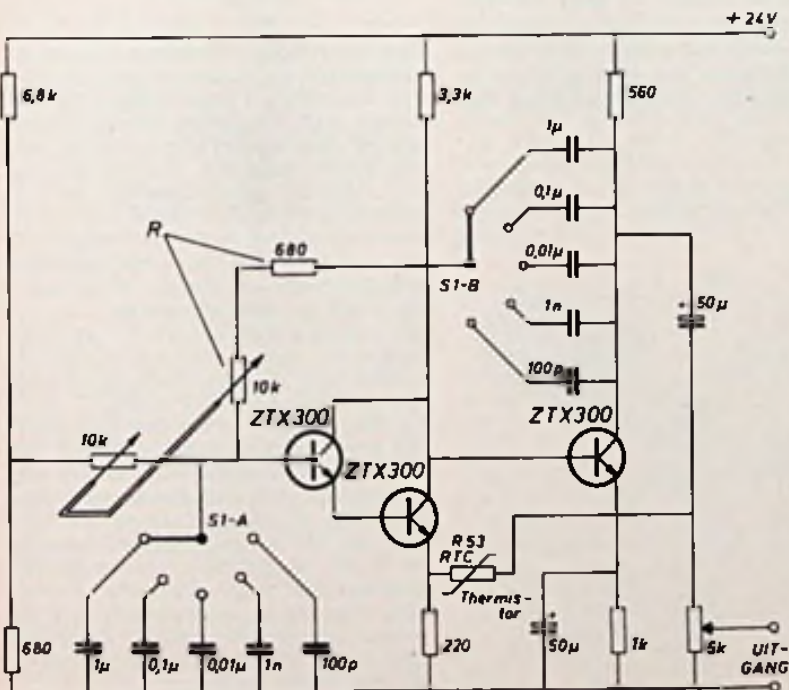 + 24V
6,8k
3,3k
560
1µ
0,1µ
0,01µ
1n
100p
R
680
S1-B
50µ
10k
10k
ZTX300
ZTX300
ZTX300
S1-A
R53
RTC
Thermis-
tor
680
1µ
0,1µ
0,01µ
1n
100p
220
50µ
1k
5k
UIT-
GANG